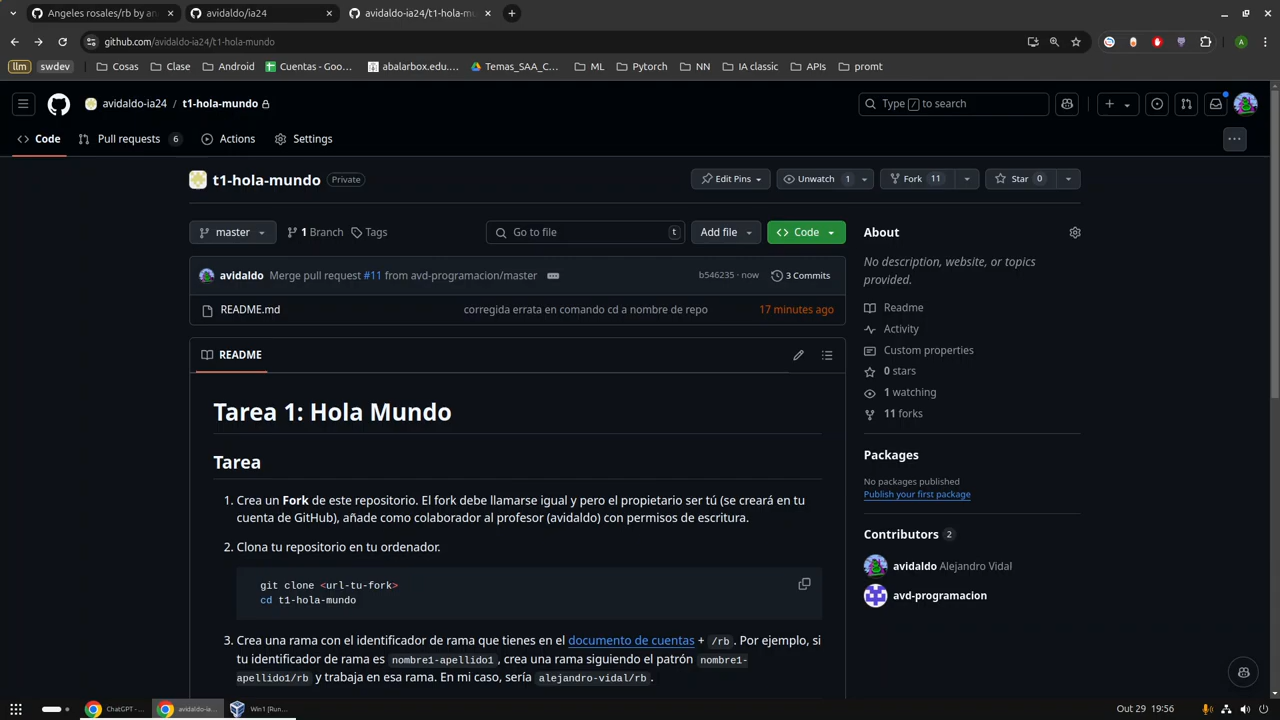 Angeles rosales/rb by an
avidaldo/ia24
avidaldo-ia24/t1-hola-mu
github.com/avidaldo-ia24/t1-hola-mundo
llm
swdev
Cosas
Clase
Android
Cuentas - Goo...
abalarbox.edu....
Temas_SAA_C...
ML
Pytorch
NN
IA classic
APIs
promt
A
avidaldo-ia24 / t1-hola-mundo
Type / to search
Code
Pull requests 6
Actions
Settings
t1-hola-mundo Private
Edit Pins
Unwatch 1
Fork 11
Star 0
master
1 Branch
Tags
Go to file t
Add file
Code
avidaldo Merge pull request #11 from avd-programacion/master
b546235 · now
3 Commits
README.md corregida errata en comando cd a nombre de repo 17 minutes ago
README
Tarea 1: Hola Mundo
Tarea
1. Crea un Fork de este repositorio. El fork debe llamarse igual y pero el propietario ser tú (se creará en tu
cuenta de GitHub), añade como colaborador al profesor (avidaldo) con permisos de escritura.
2. Clona tu repositorio en tu ordenador.
git clone <url-tu-fork>
cd t1-hola-mundo
3. Crea una rama con el identificador de rama que tienes en el documento de cuentas + /rb. Por ejemplo, si
tu identificador de rama es nombre1-apellido1, crea una rama siguiendo el patrón nombre1-
apellido1/rb y trabaja en esa rama. En mi caso, sería alejandro-vidal/rb.
About
No description, website, or topics
provided.
Readme
Activity
Custom properties
0 stars
1 watching
11 forks
Packages
No packages published
Publish your first package
Contributors 2
avidaldo Alejandro Vidal
avd-programacion
ChatGPT - ...
avidaldo-ia...
Win1 [Run...
Out 29 19:56